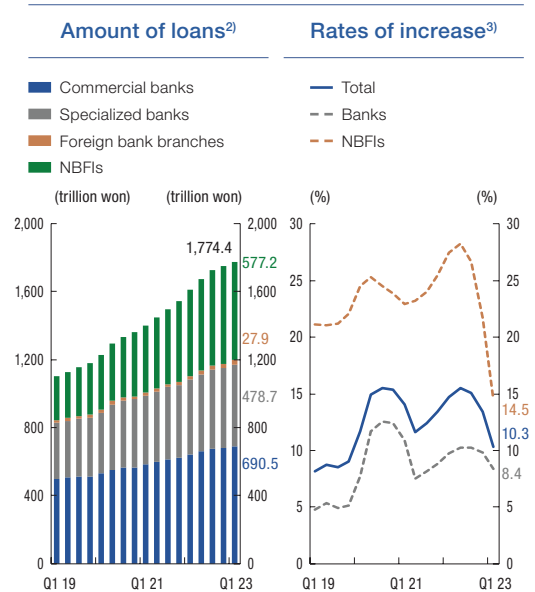 Amount of loans2)
Rates of increase3)
Commercial banks
Specialized banks
Foreign bank branches
NBFIs
Total
Banks
NBFIs
(trillion won) (trillion won)
(%) (%)
2,000 2,000
1,774.4
577.2
1,600 1,600
27.9
1,200 1,200
478.7
800 800
690.5
400 400
0 0
Q1 19 Q1 21 Q1 23
30 30
25 25
20 20
15 15
14.5
10.3
10 10
8.4
5 5
0 0
Q1 19 Q1 21 Q1 23